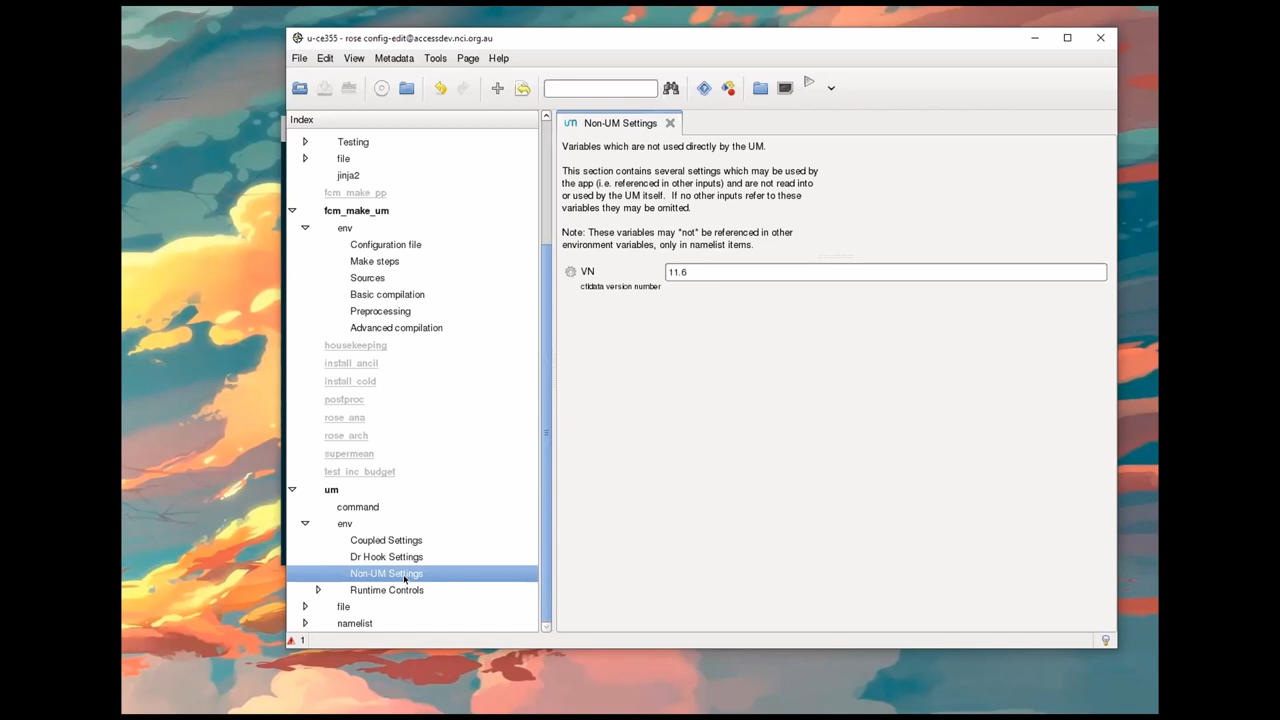 u-ce355 - rose config-edit@accessdev.nci.org.au
File Edit View Metadata Tools Page Help
Index
Testing
file
jinja2
fcm_make_pp
fcm_make_um
env
Configuration file
Make steps
Sources
Basic compilation
Preprocessing
Advanced compilation
housekeeping
install_ancil
install_cold
postproc
rose_ana
rose_arch
supermean
test_inc_budget
um
command
env
Coupled Settings
Dr Hook Settings
Non-UM Settings
Runtime Controls
file
namelist
1
um Non-UM Settings
Variables which are not used directly by the UM.
This section contains several settings which may be used by
the app (i.e. referenced in other inputs) and are not read into
or used by the UM itself. If no other inputs refer to these
variables they may be omitted.
Note: These variables may "not" be referenced in other
environment variables, only in namelist items.
VN 11.6
ctldata version number